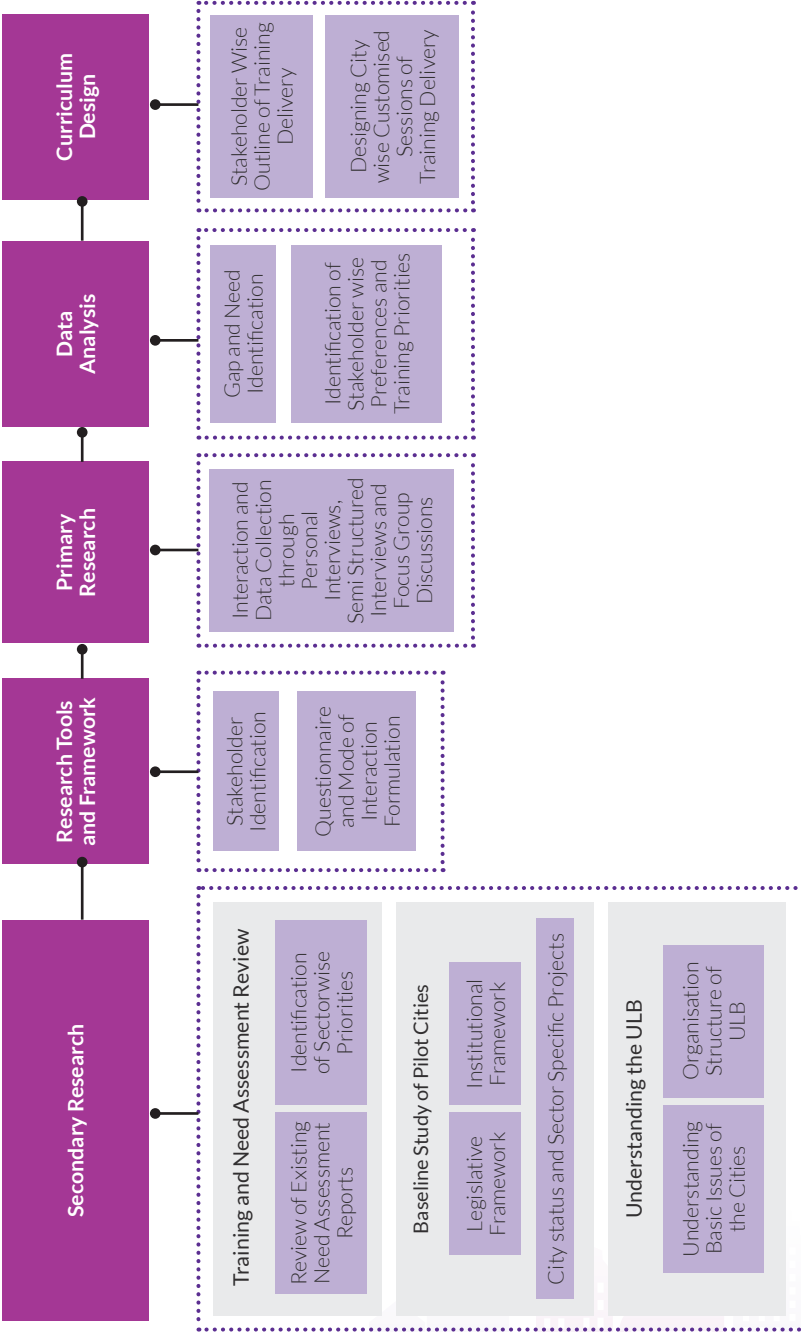 Secondary Research
Training and Need Assessment Review
Review of Existing
Need Assessment
Reports
Identification
of Sectorwise
Priorities
Baseline Study of Pilot Cities
Legislative
Framework
Institutional
Framework
City status and Sector Specific Projects
Understanding the ULB
Understanding
Basic Issues of
the Cities
Organisation
Structure of
ULB
Research Tools
and Framework
Stakeholder
Identification
Questionnaire
and Mode of
Interaction
Formulation
Primary
Research
Interaction and
Data Collection
through
Personal
Interviews,
Semi Structured
Interviews and
Focus Group
Discussions
Data
Analysis
Gap and Need
Identification
Identification of
Stakeholder wise
Preferences and
Training Priorities
Curriculum
Design
Stakeholder Wise
Outline of Training
Delivery
Designing City
wise Customised
Sessions of
Training Delivery